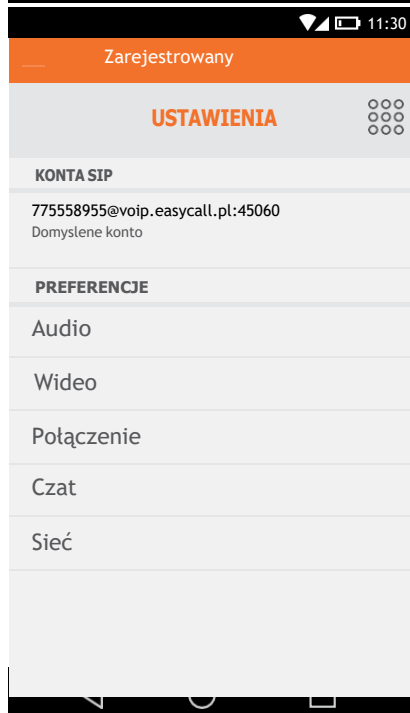 11:30
Zarejestrowany
USTAWIENIA
KONTA SIP
775558955@voip.easycall.pl:45060
Domyslene konto
PREFERENCJE
Audio
Wideo
Połączenie
Czat
Sieć